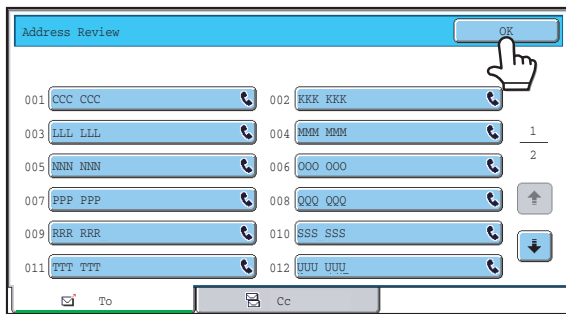 Address Review OK
001 CCC CCC 002 KKK KKK
003 LLL LLL 004 MMM MMM
1
005 NNN NNN 006 OOO OOO
2
007 PPP PPP 008 QQQ QQQ
009 RRR RRR 010 SSS SSS
011 TTT TTT 012 UUU UUU_
To Cc